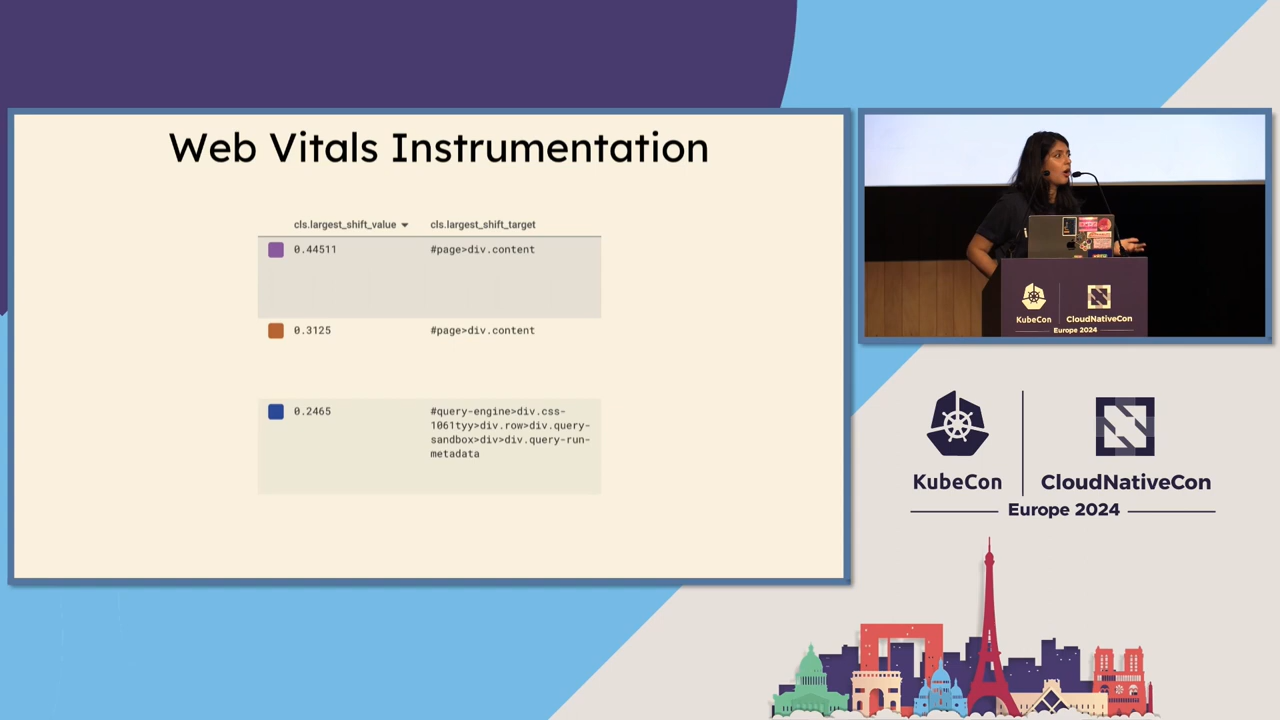 Web Vitals Instrumentation
cls.largest_shift_value cls.largest_shift_target
0.44511 #page>div.content
0.3125 #page>div.content
0.2465 #query-engine>div.css-
1061tyy>div.row>div.query-
sandbox>div>div.query-run-
metadata
KubeCon CloudNativeCon
Europe 2024
KubeCon CloudNativeCon
Europe 2024